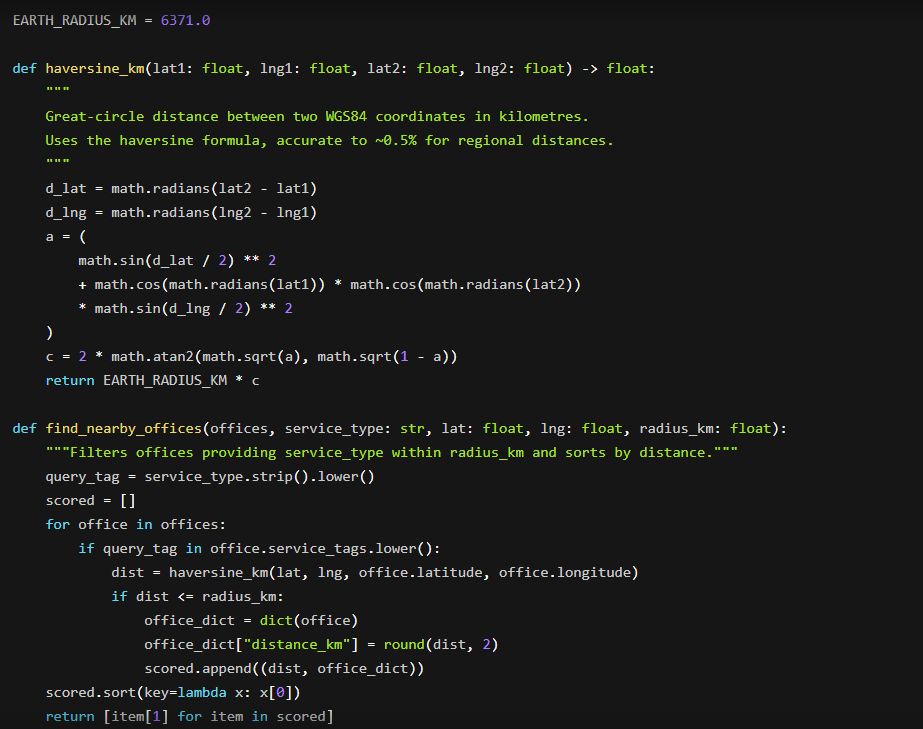 EARTH_RADIUS_KM = 6371.0
def haversine_km(lat1: float, lng1: float, lat2: float, lng2: float) -> float:
    """
    Great-circle distance between two WGS84 coordinates in kilometres.
    Uses the haversine formula, accurate to ~0.5% for regional distances.
    """
    d_lat = math.radians(lat2 - lat1)
    d_lng = math.radians(lng2 - lng1)
    a = (
        math.sin(d_lat / 2) ** 2
        + math.cos(math.radians(lat1)) * math.cos(math.radians(lat2))
        * math.sin(d_lng / 2) ** 2
    )
    c = 2 * math.atan2(math.sqrt(a), math.sqrt(1 - a))
    return EARTH_RADIUS_KM * c
def find_nearby_offices(offices, service_type: str, lat: float, lng: float, radius_km: float):
    """Filters offices providing service_type within radius_km and sorts by distance."""
    query_tag = service_type.strip().lower()
    scored = []
    for office in offices:
        if query_tag in office.service_tags.lower():
            dist = haversine_km(lat, lng, office.latitude, office.longitude)
            if dist <= radius_km:
                office_dict = dict(office)
                office_dict["distance_km"] = round(dist, 2)
                scored.append((dist, office_dict))
    scored.sort(key=lambda x: x[0])
    return [item[1] for item in scored]